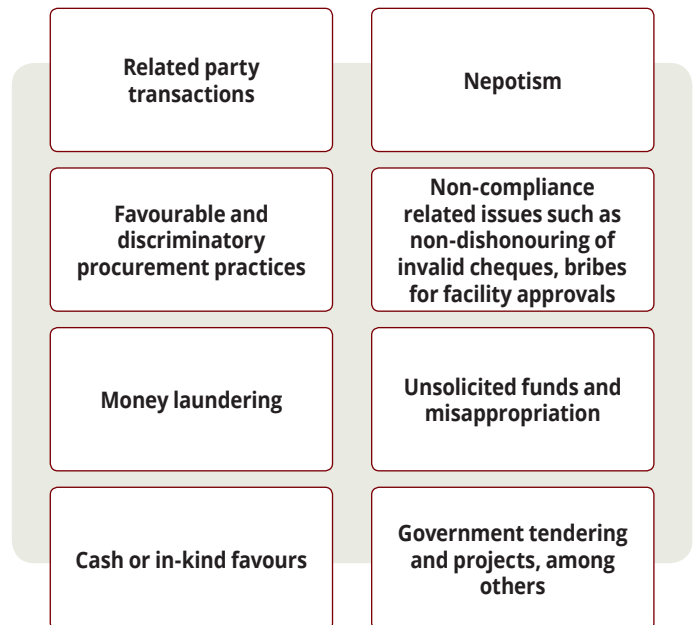 Related party
transactions
Nepotism
Favourable and
discriminatory
procurement practices
Non-compliance
related issues such as
non-dishonouring of
invalid cheques, bribes
for facility approvals
Money laundering
Unsolicited funds and
misappropriation
Cash or in-kind favours
Government tendering
and projects, among
others